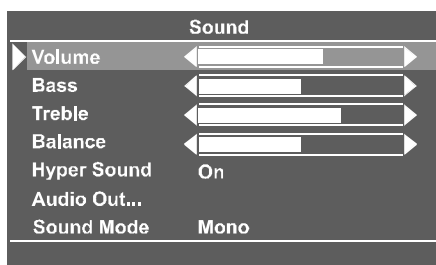 Sound
Volume
Bass
Treble
Balance
Hyper Sound On
Audio Out...
Sound Mode Mono